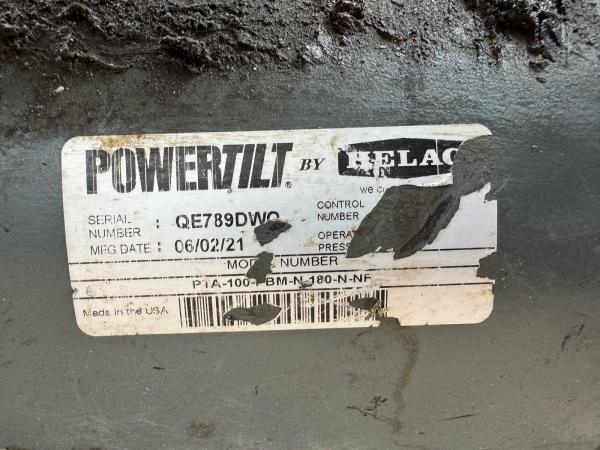 POWERTILT® BY HELAC
we c
SERIAL NUMBER : QE789DW
CONTROL NUMBER
MFG DATE : 06/02/21
OPERA
PRESS
MODEL NUMBER
PTA-100- BM-N-180-N-NF
Made in the USA